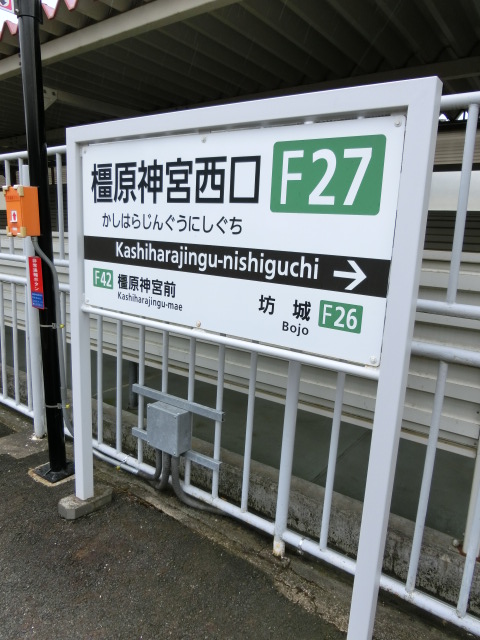 橿原神宮西口 F27
かしはらじんぐうにしぐち
Kashiharajingu-nishiguchi →
F42 橿原神宮前
Kashiharajingu-mae
坊城 F26
Bojo